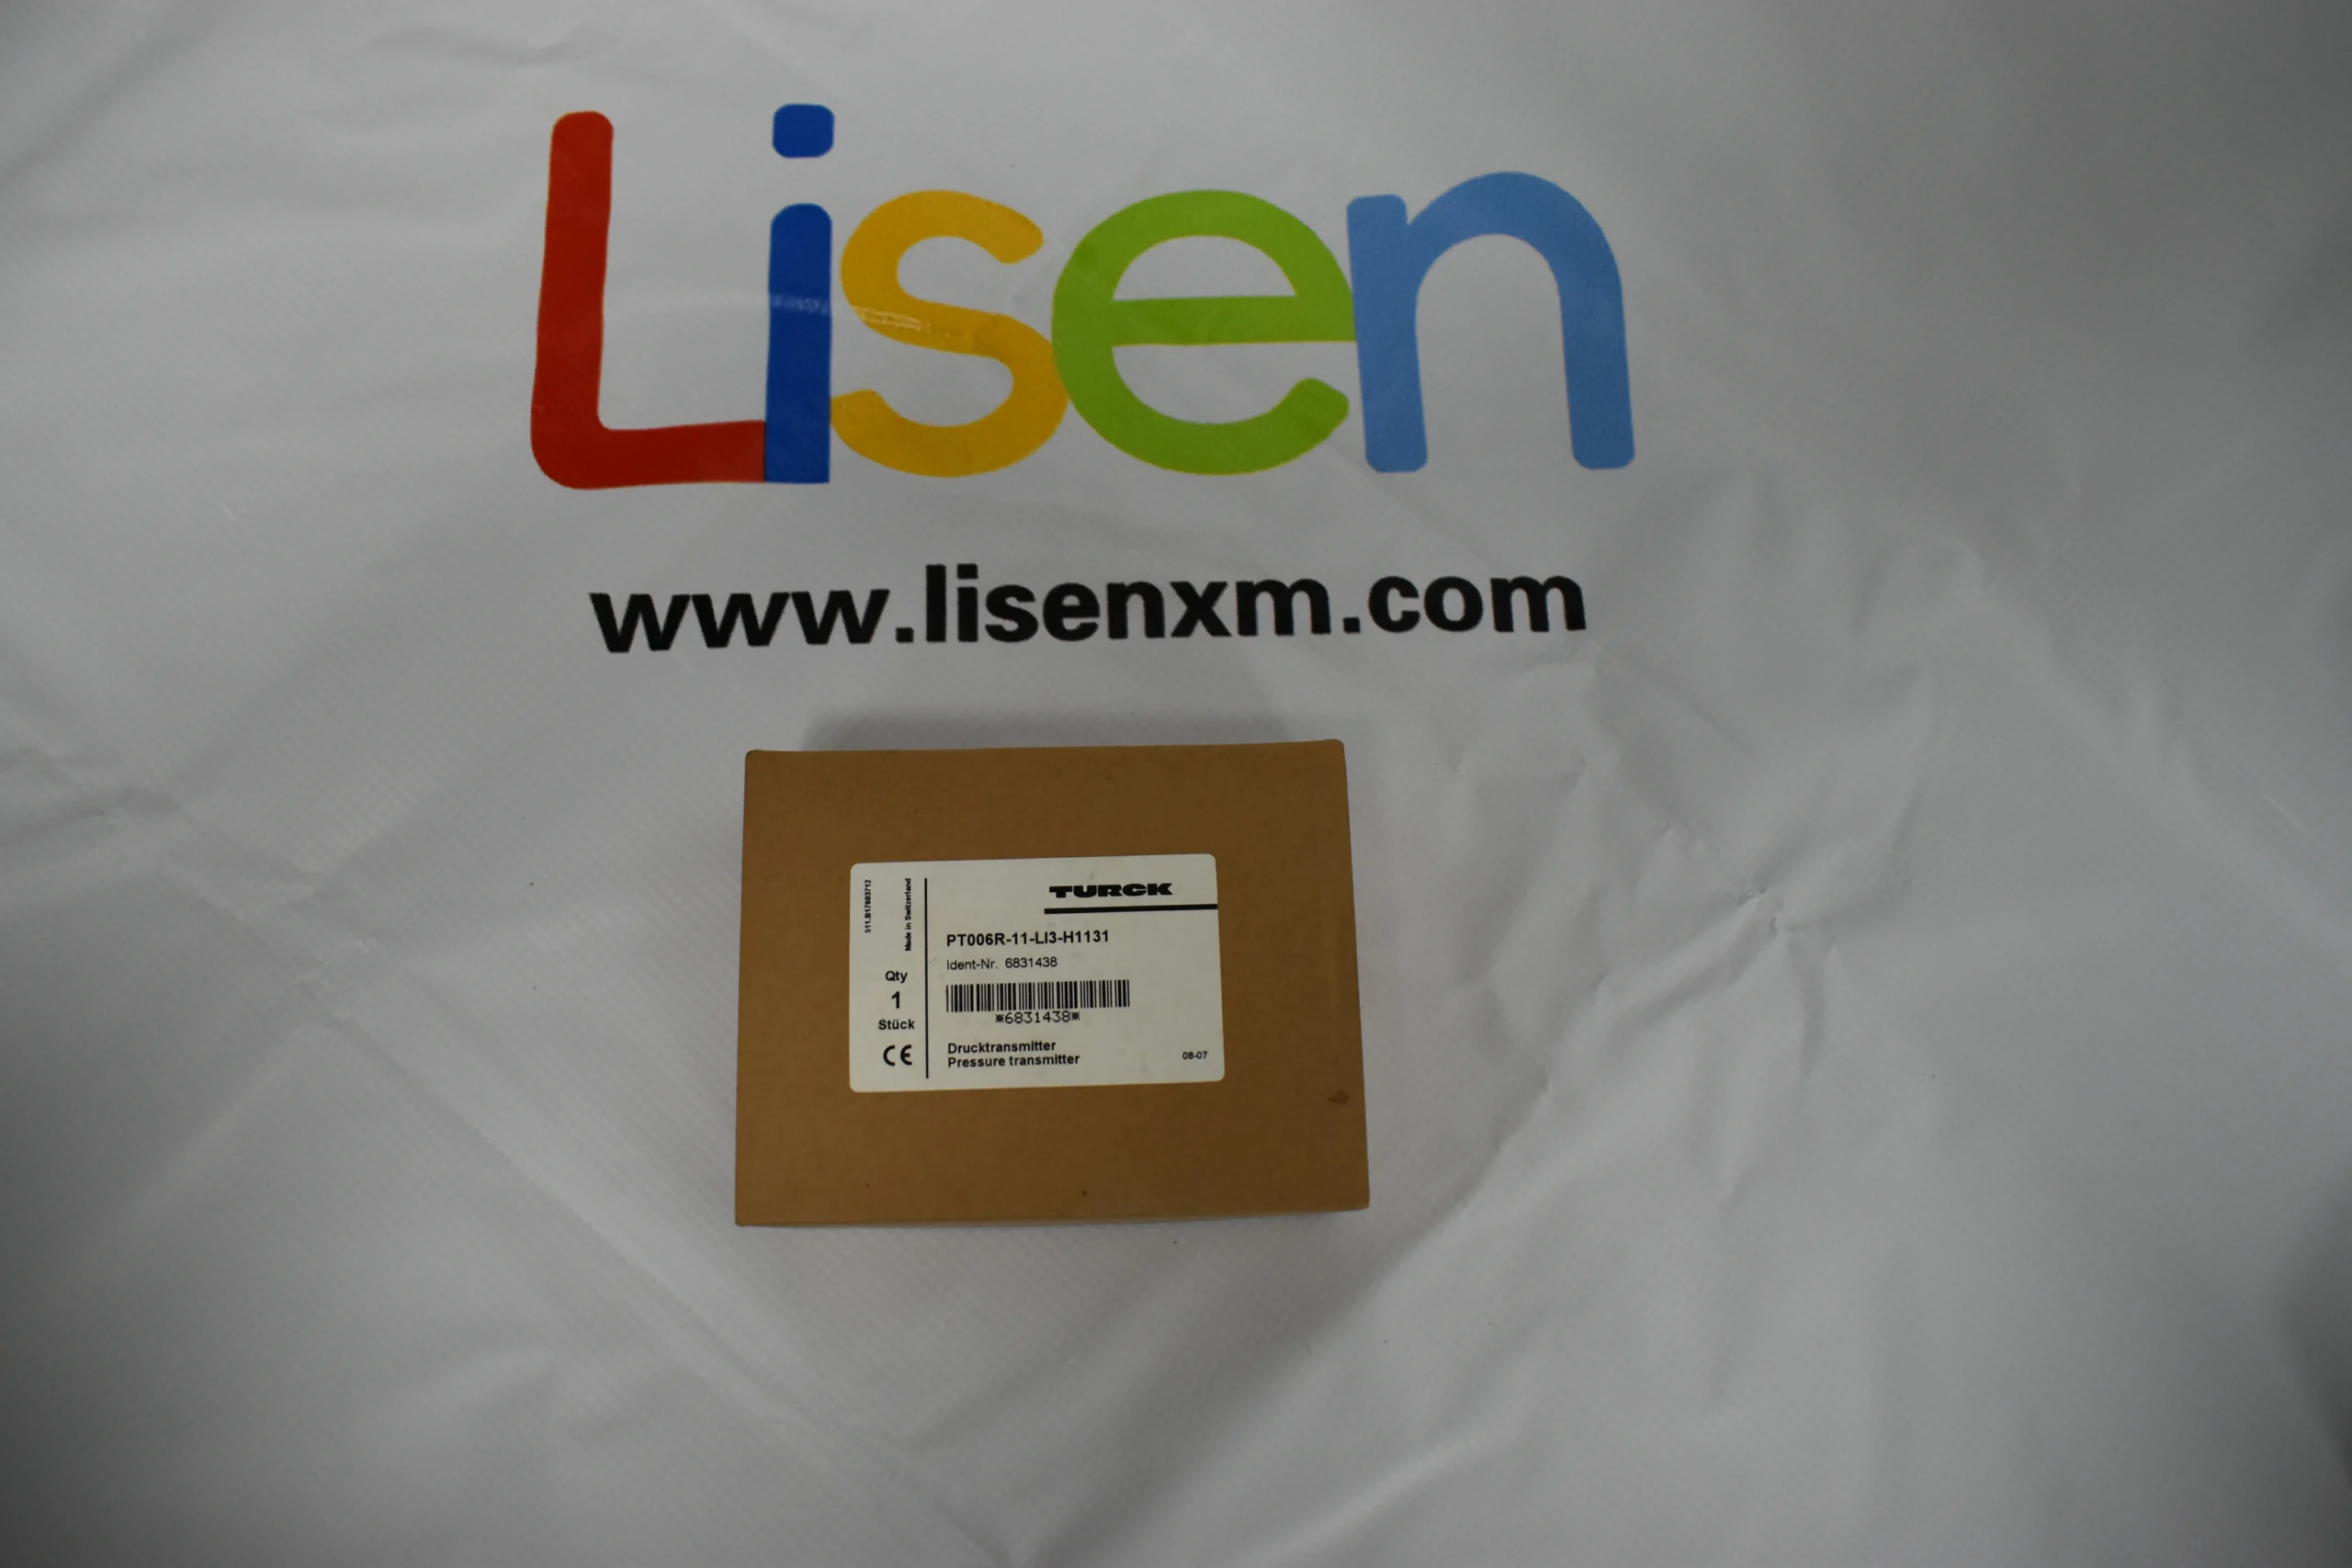 Lisen
www.lisenxm.com
TURCK
511.B17603712
Made in Switzerland
PT006R-11-LI3-H1131
Ident-Nr. 6831438
*6831438*
Qty
1
Stück
CE
Drucktransmitter
Pressure transmitter
08-07